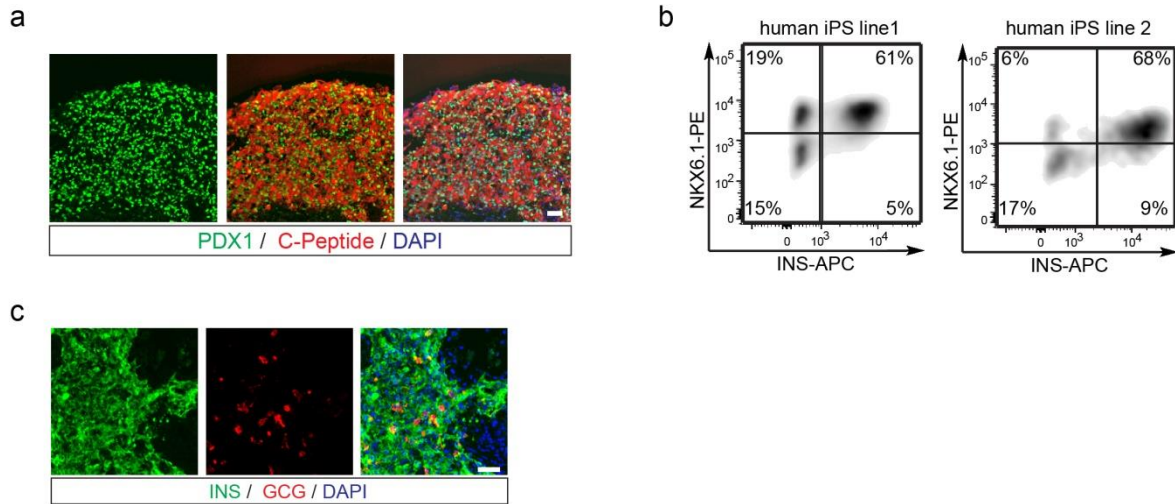 a
PDX1 / C-Peptide / DAPI
b
human iPS line1
NKX6.1-PE
10⁵
10⁴
10³
10²
0
19%
61%
15%
5%
0 10³ 10⁴
INS-APC
human iPS line 2
NKX6.1-PE
10⁵
10⁴
10³
10²
0
6%
68%
17%
9%
0 10³ 10⁴
INS-APC
c
INS / GCG / DAPI